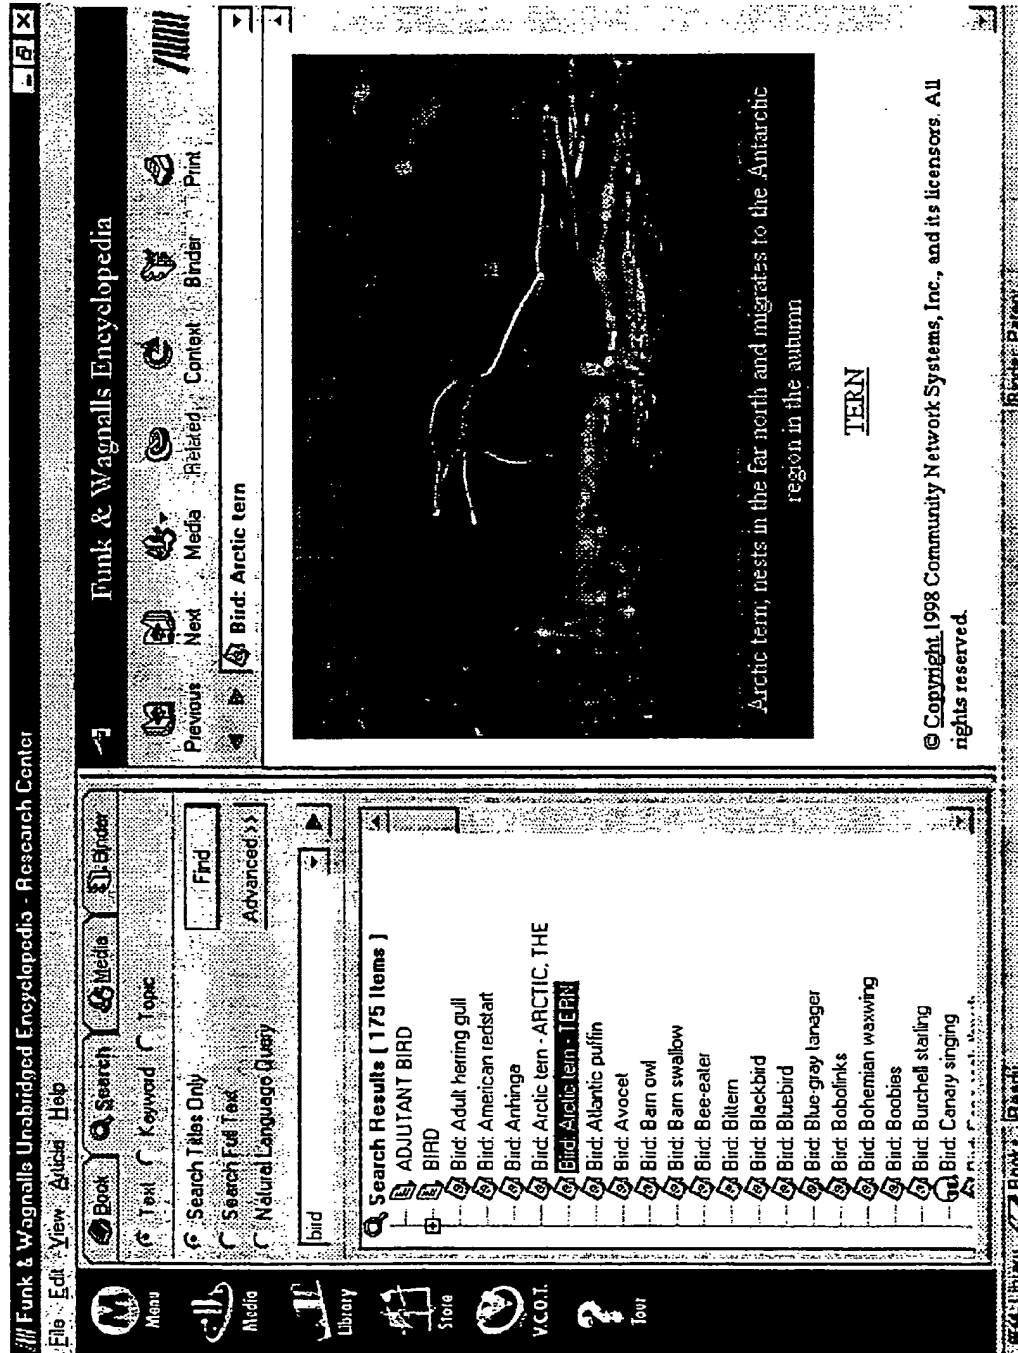 Funk & Wagnalls Unabridged Encyclopedia - Research Center
File Edit View Article Help
Menu
Media
Library
Store
V.C.O.T.
Tour
Book Search Media Binder
Text Keyword Topic
Search Titles Only
Search Full Text
Natural Language Query
Find
Advanced>>
bird
Search Results [ 175 Items ]
ADJUTANT BIRD
BIRD
Bird: Adult herring gull
Bird: American redstart
Bird: Anhinga
Bird: Arctic tern - ARCTIC, THE
Bird: Arctic tern - TERN
Bird: Atlantic puffin
Bird: Avocet
Bird: Barn owl
Bird: Barn swallow
Bird: Bee-eater
Bird: Bittern
Bird: Blackbird
Bird: Bluebird
Bird: Blue-gray tanager
Bird: Bobolinks
Bird: Bohemian waxwing
Bird: Boobies
Bird: Burchell starling
Bird: Canary singing
Funk & Wagnalls Encyclopedia
Previous Next Media Related Context Binder Print
Bird: Arctic tern
Arctic tern; nests in the far north and migrates to the Antarctic
region in the autumn
TERN
© Copyright 1998 Community Network Systems, Inc., and its licensors. All
rights reserved.